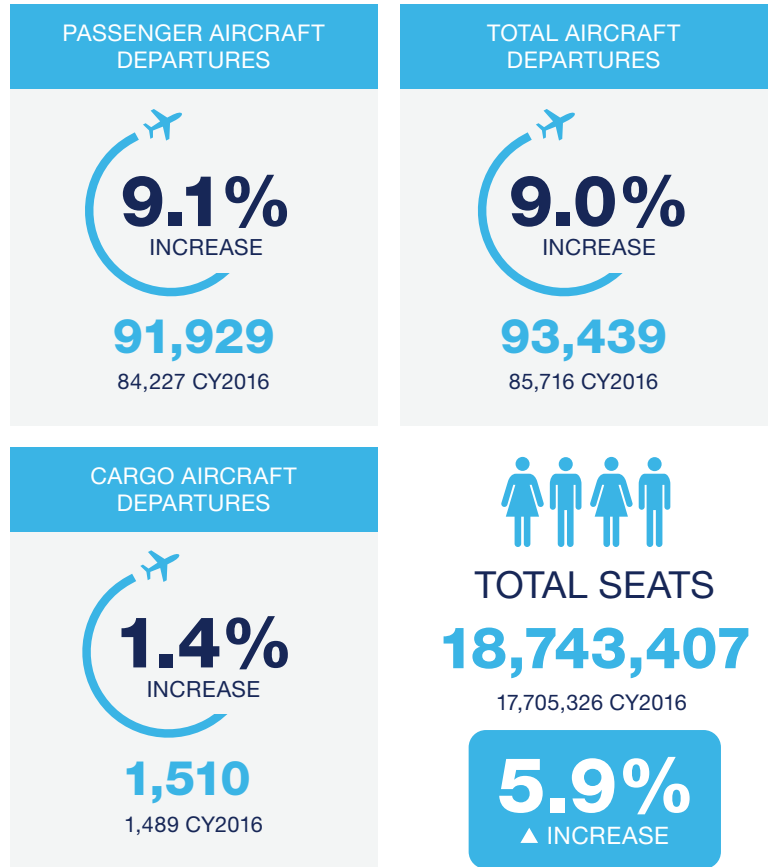 PASSENGER AIRCRAFT
DEPARTURES
9.1%
INCREASE
91,929
84,227 CY2016
TOTAL AIRCRAFT
DEPARTURES
9.0%
INCREASE
93,439
85,716 CY2016
CARGO AIRCRAFT
DEPARTURES
1.4%
INCREASE
1,510
1,489 CY2016
TOTAL SEATS
18,743,407
17,705,326 CY2016
5.9%
▲ INCREASE